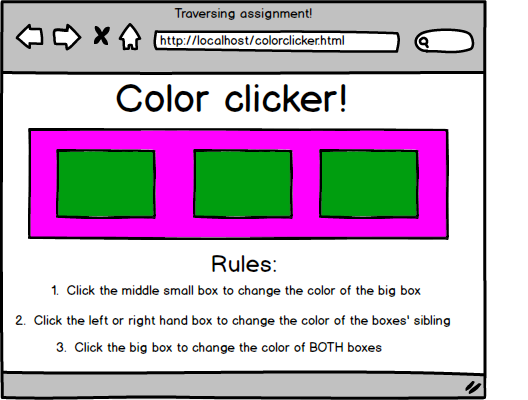 Traversing assignment!
http://localhost/colorclicker.html
Color clicker!
Rules:
1. Click the middle small box to change the color of the big box
2. Click the left or right hand box to change the color of the boxes' sibling
3. Click the big box to change the color of BOTH boxes